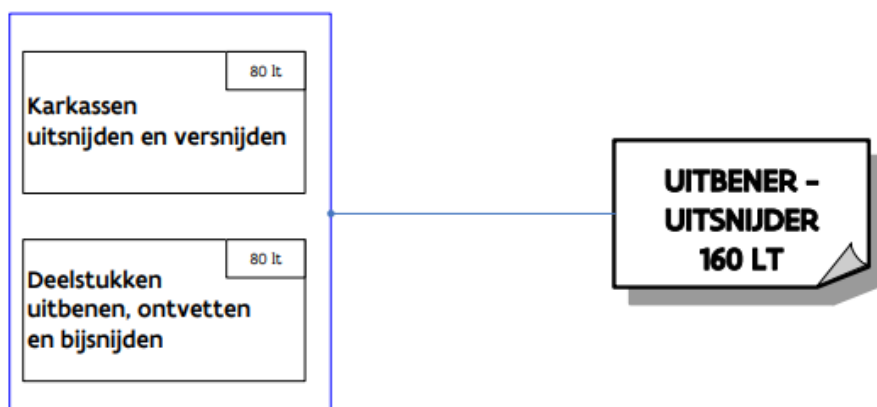 80 lt
Karkassen
uitsnijden en versnijden
80 lt
Deelstukken
uitbenen, ontvetten
en bijsnijden
UITBENER -
UITSNIJDER
160 LT